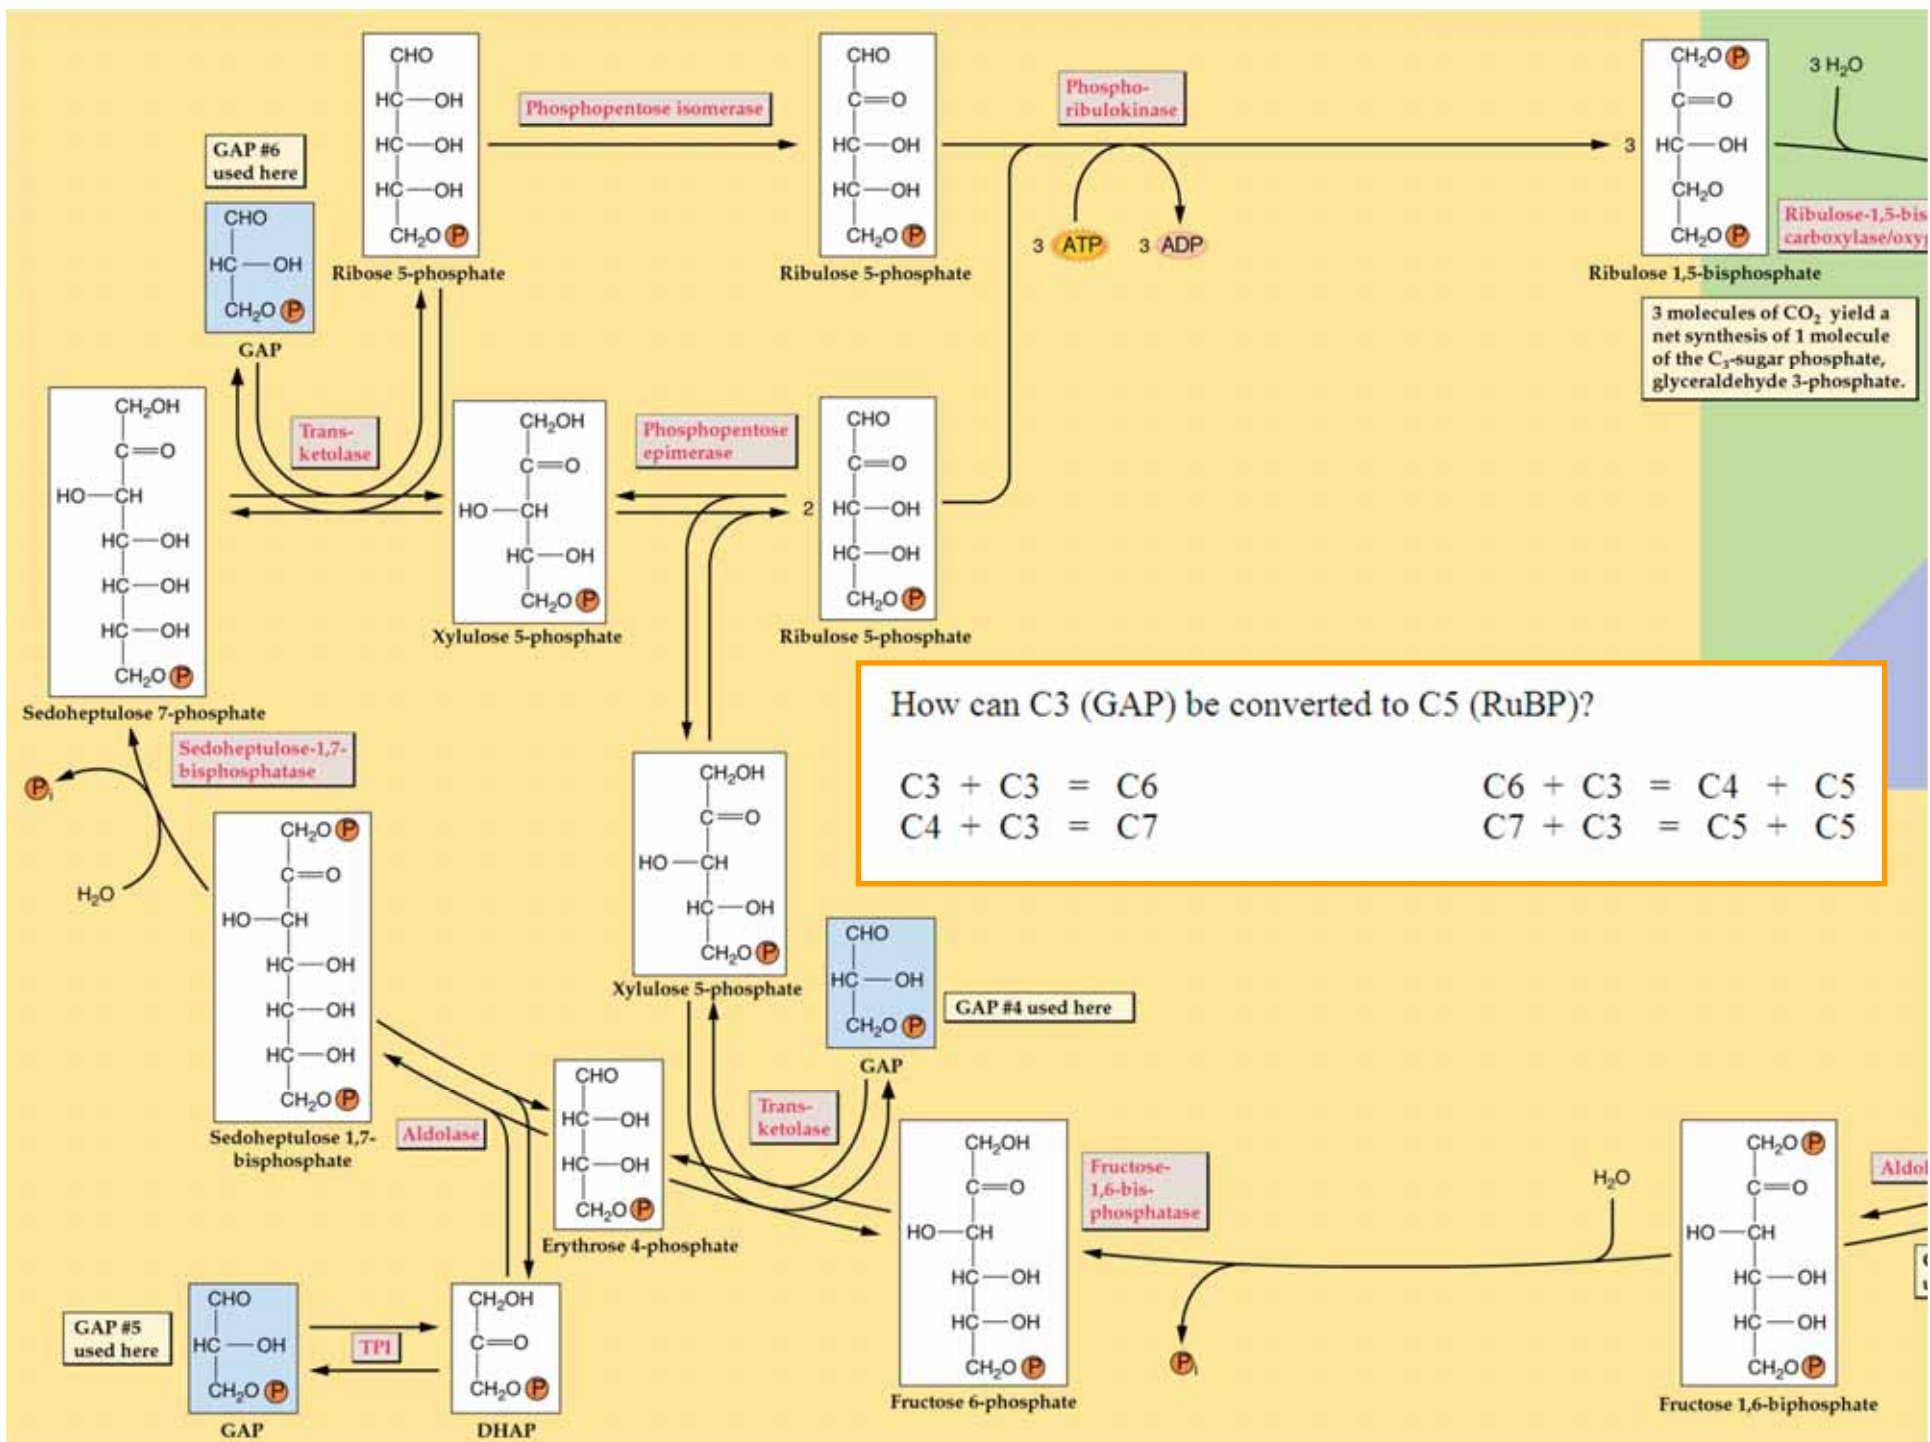 CHO
HC—OH
HC—OH
HC—OH
CH₂O P
Ribose 5-phosphate
Phosphopentose isomerase
CHO
C=O
HC—OH
HC—OH
CH₂O P
Ribulose 5-phosphate
Phospho-
ribulokinase
3 ATP 3 ADP
3
CH₂O P
C=O
HC—OH
CH₂O
CH₂O P
Ribulose 1,5-bisphosphate
3 H₂O
Ribulose-1,5-bis
carboxylase/oxyg
3 molecules of CO₂ yield a
net synthesis of 1 molecule
of the C₃-sugar phosphate,
glyceraldehyde 3-phosphate.
GAP #6
used here
CHO
HC—OH
CH₂O P
GAP
Trans-
ketolase
CH₂OH
C=O
HO—CH
HC—OH
HC—OH
HC—OH
CH₂O P
Sedoheptulose 7-phosphate
CH₂OH
C=O
HO—CH
HC—OH
CH₂O P
Xylulose 5-phosphate
Phosphopentose
epimerase
2
CHO
C=O
HC—OH
HC—OH
CH₂O P
Ribulose 5-phosphate
How can C3 (GAP) be converted to C5 (RuBP)?
C3 + C3 = C6
C4 + C3 = C7
C6 + C3 = C4 + C5
C7 + C3 = C5 + C5
Sedoheptulose-1,7-
bisphosphatase
Pi
H₂O
CH₂O P
C=O
HO—CH
HC—OH
HC—OH
HC—OH
CH₂O P
Sedoheptulose 1,7-
bisphosphate
CH₂OH
C=O
HO—CH
HC—OH
CH₂O P
Xylulose 5-phosphate
CHO
HC—OH
CH₂O P
GAP
GAP #4 used here
Aldolase
CHO
HC—OH
HC—OH
CH₂O P
Erythrose 4-phosphate
Trans-
ketolase
CH₂OH
C=O
HO—CH
HC—OH
HC—OH
CH₂O P
Fructose 6-phosphate
Fructose-
1,6-bis-
phosphatase
H₂O
Pi
CH₂O P
C=O
HO—CH
HC—OH
HC—OH
CH₂O P
Fructose 1,6-biphosphate
Aldol
GAP #5
used here
CHO
HC—OH
CH₂O P
GAP
TPI
CH₂OH
C=O
CH₂O P
DHAP